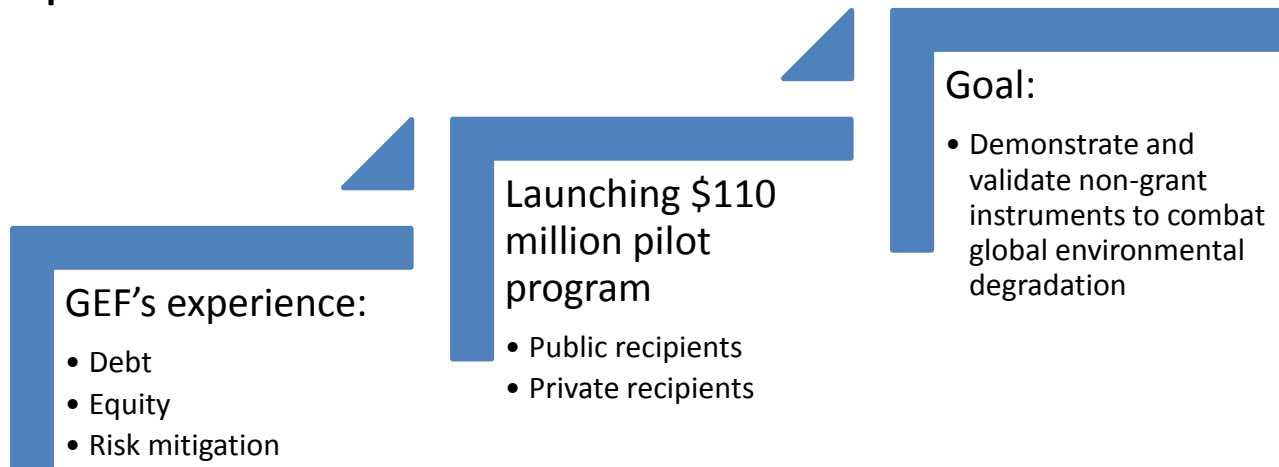 GEF’s experience:
• Debt
• Equity
• Risk mitigation
Launching $110
million pilot
program
• Public recipients
• Private recipients
Goal:
• Demonstrate and
validate non-grant
instruments to combat
global environmental
degradation